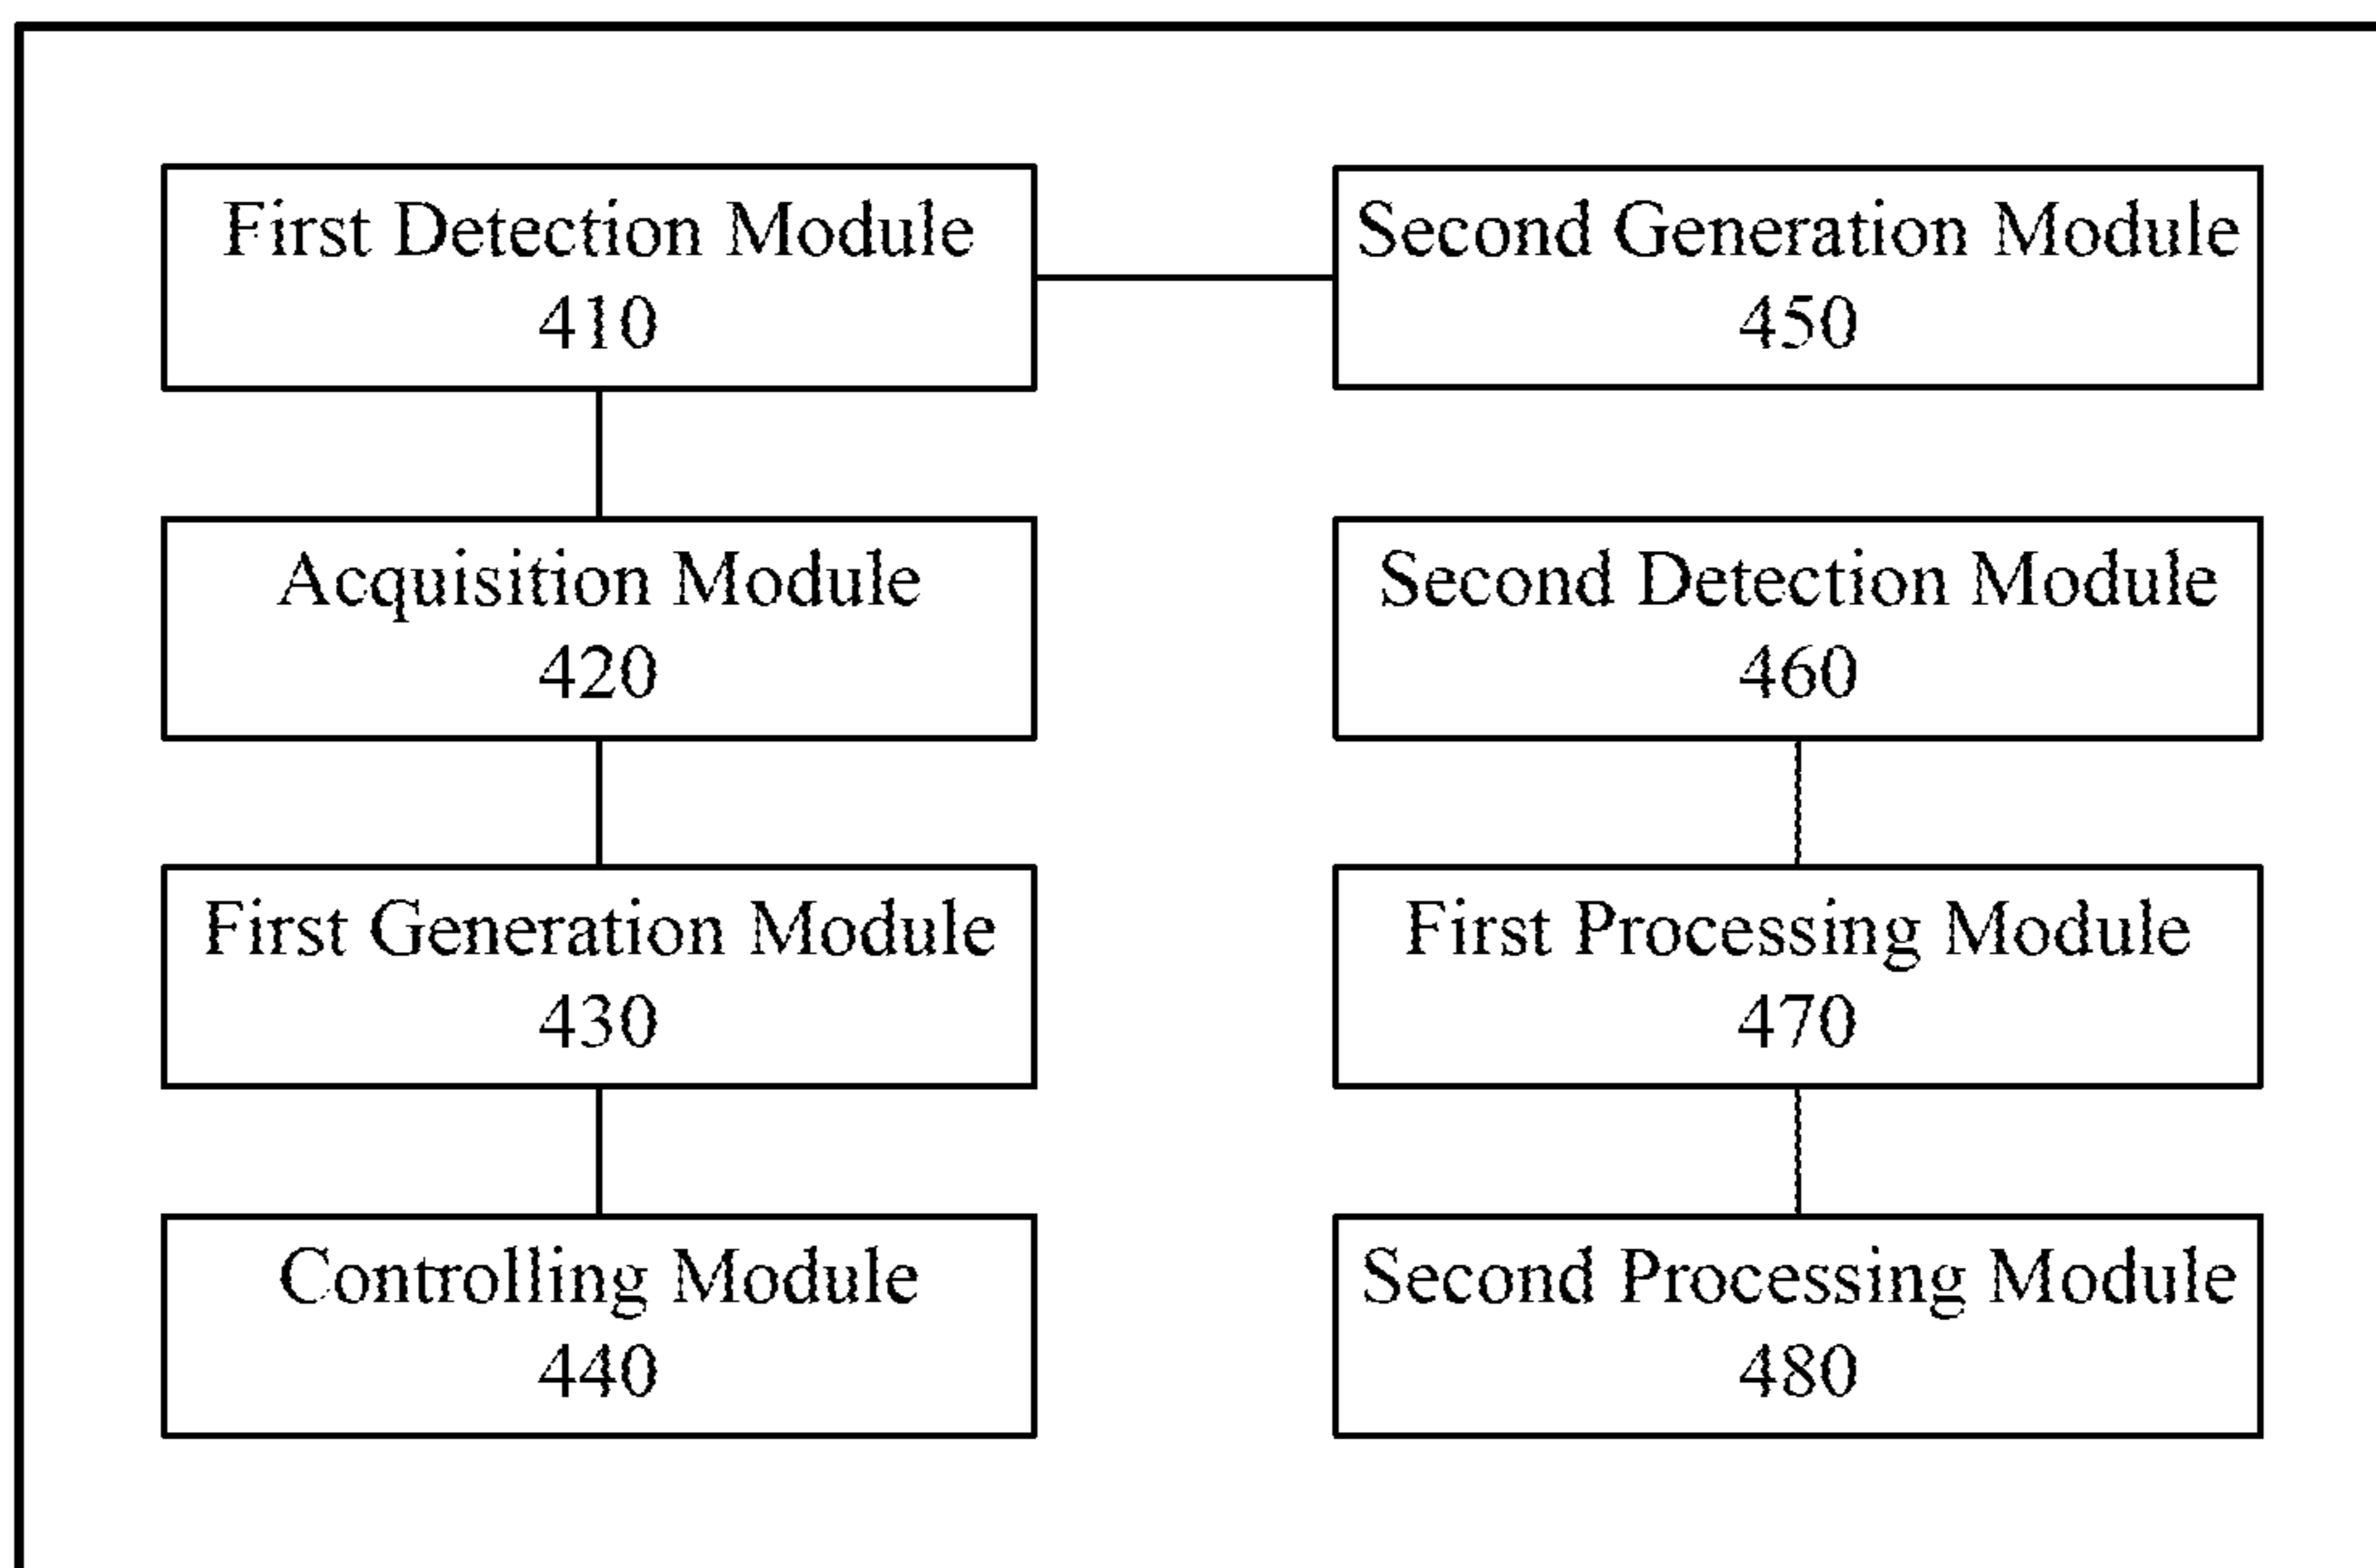 First Detection Module
410
Acquisition Module
420
First Generation Module
430
Controlling Module
440
Second Generation Module
450
Second Detection Module
460
First Processing Module
470
Second Processing Module
480